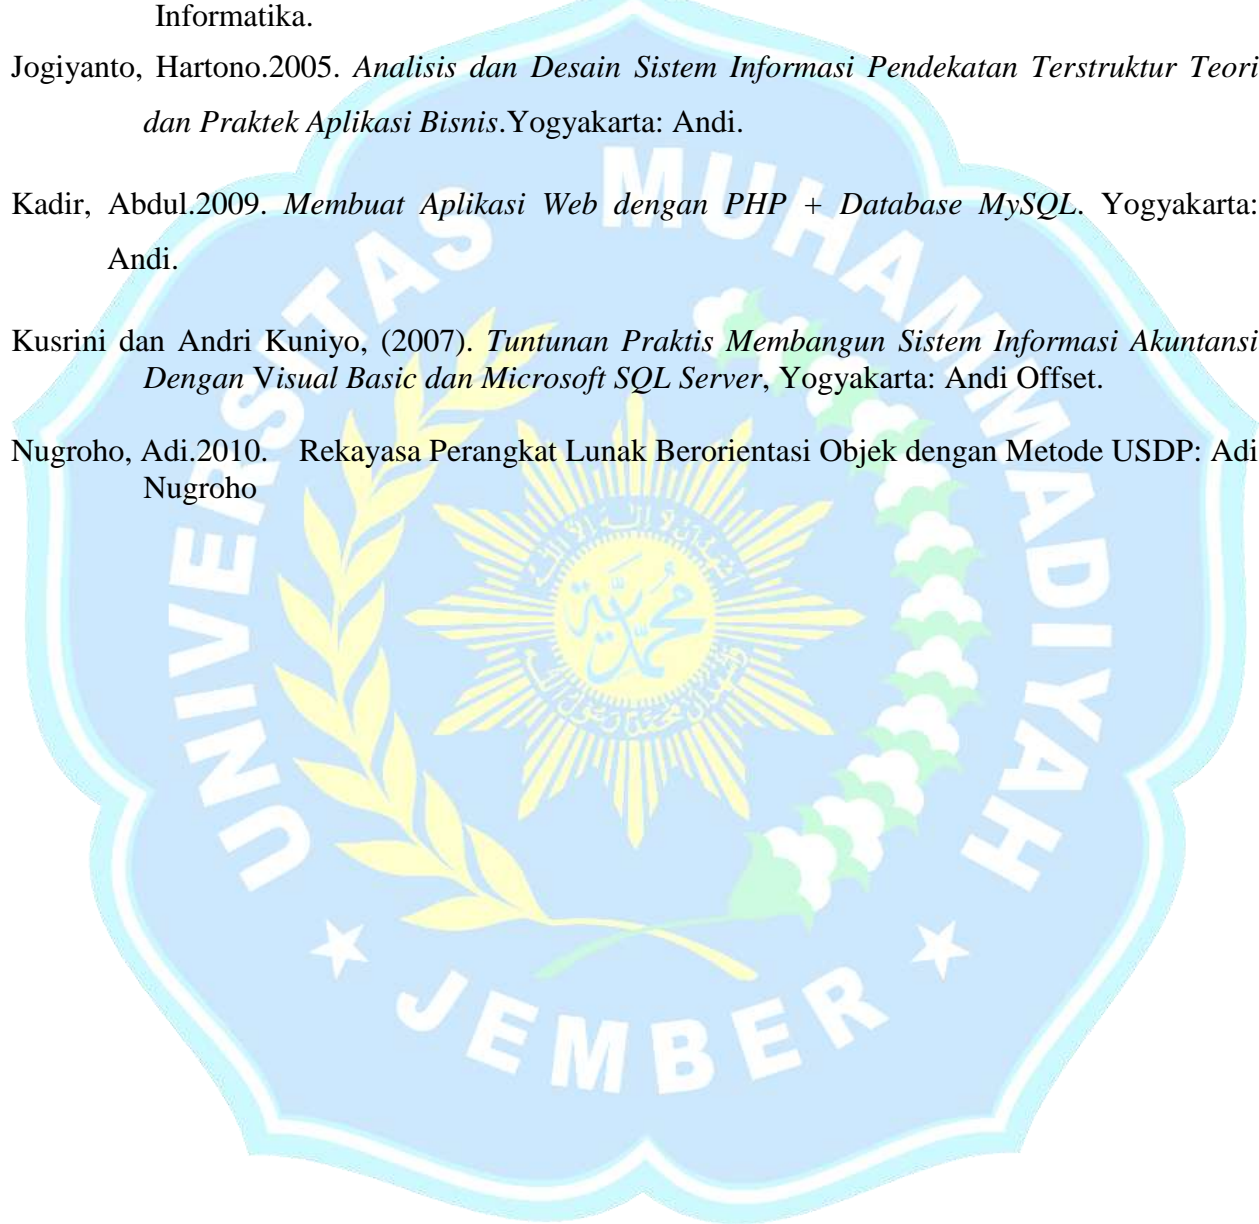 Informatika.
Jogiyanto, Hartono.2005. Analisis dan Desain Sistem Informasi Pendekatan Terstruktur Teori
dan Praktek Aplikasi Bisnis.Yogyakarta: Andi.
Kadir, Abdul.2009. Membuat Aplikasi Web dengan PHP + Database MySQL. Yogyakarta:
Andi.
Kusrini dan Andri Kuniyo, (2007). Tuntunan Praktis Membangun Sistem Informasi Akuntansi
Dengan Visual Basic dan Microsoft SQL Server, Yogyakarta: Andi Offset.
Nugroho, Adi.2010. Rekayasa Perangkat Lunak Berorientasi Objek dengan Metode USDP: Adi
Nugroho
UNIVERSITAS MUHAMMADIYAH
JEMBER
محمدية